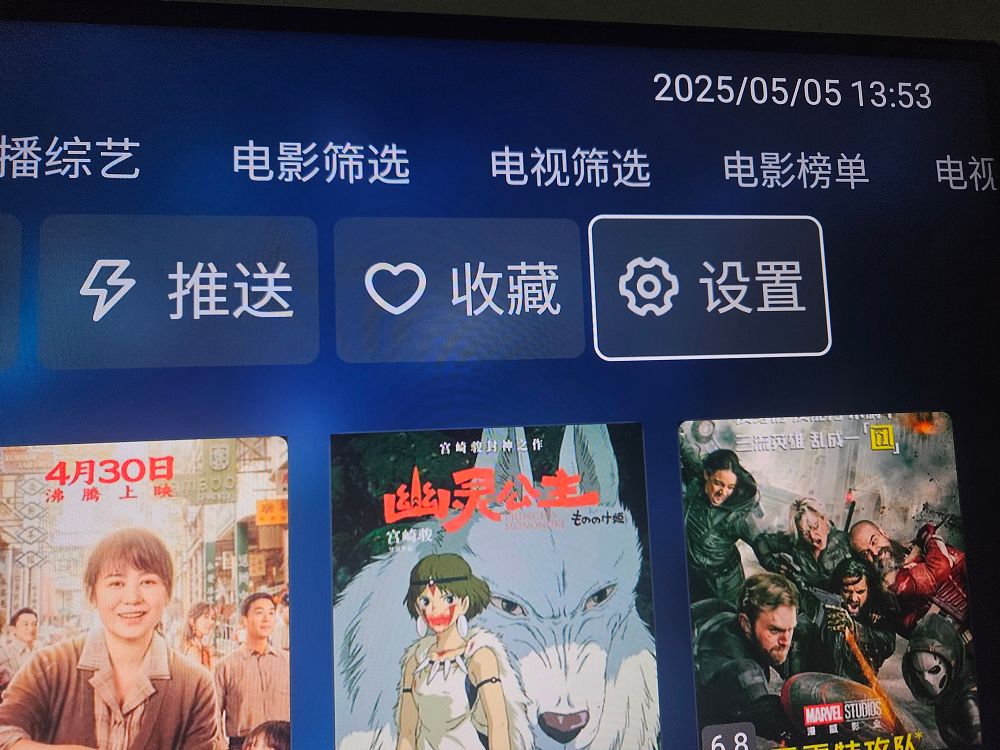 2025/05/05 13:53
播综艺 电影筛选 电视筛选 电影榜单 电视
推送 收藏 设置
4月30日
沸腾上映
宫崎骏封神之作
幽灵公主
PRINCESS MONONOKE
もののけ姫
宫崎骏
三流英雄 乱成一「团」
MARVEL STUDIOS
漫威影业
6.8